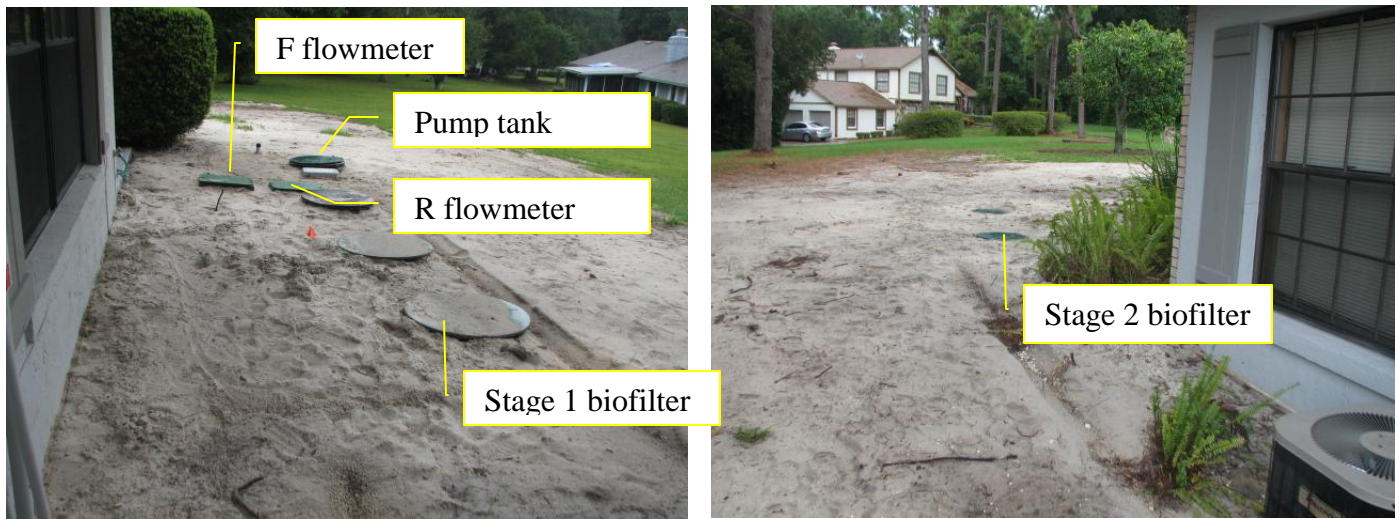 F flowmeter
Pump tank
R flowmeter
Stage 1 biofilter
Stage 2 biofilter